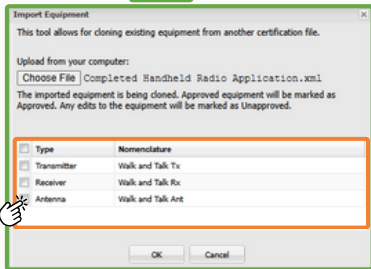 Import Equipment
This tool allows for cloning existing equipment from another certification file.
Upload from your computer:
Choose File Completed Handheld Radio Application.xml
The imported equipment is being cloned. Approved equipment will be marked as
Approved. Any edits to the equipment will be marked as Unapproved.
Type Nomenclature
Transmitter Walk and Talk Tx
Receiver Walk and Talk Rx
Antenna Walk and Talk Ant
OK Cancel